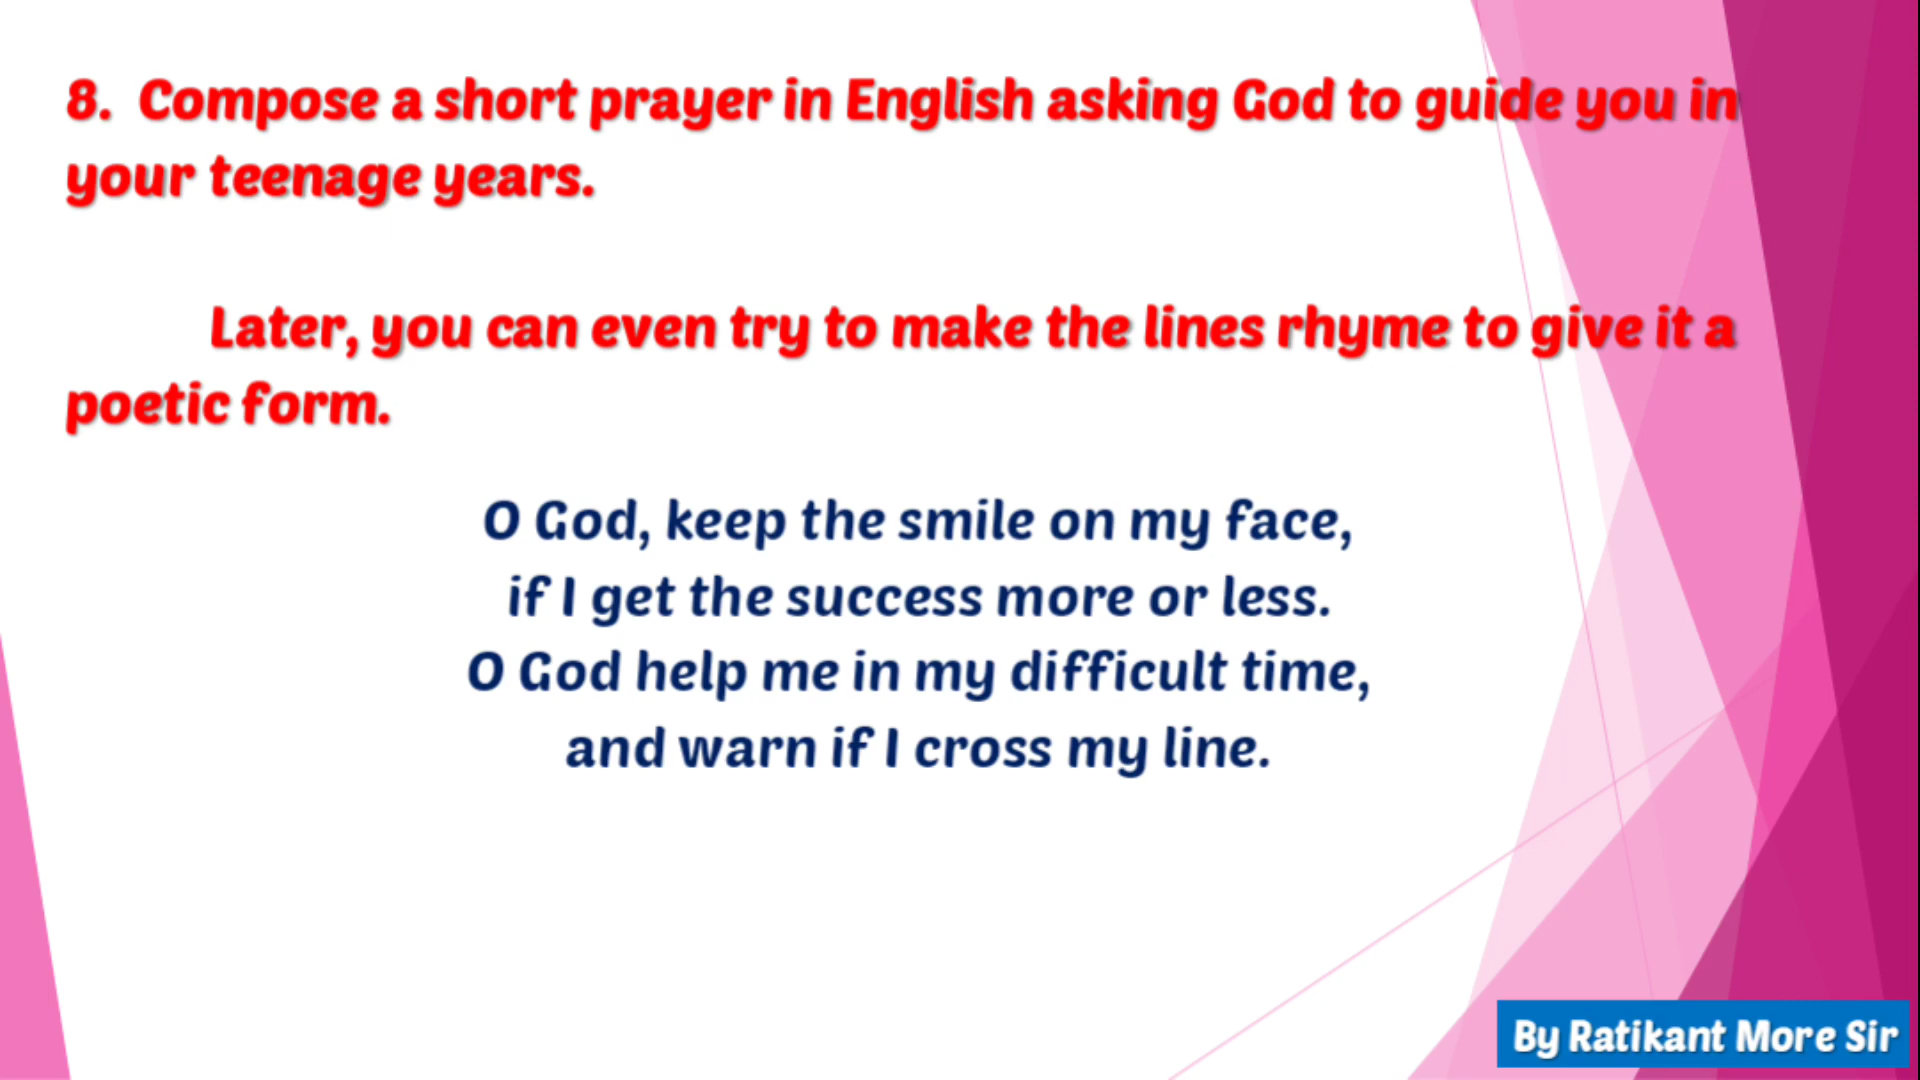 8. Compose a short prayer in English asking God to guide you in
your teenage years.
Later, you can even try to make the lines rhyme to give it a
poetic form.
O God, keep the smile on my face,
if I get the success more or less.
O God help me in my difficult time,
and warn if I cross my line.
By Ratikant More Sir